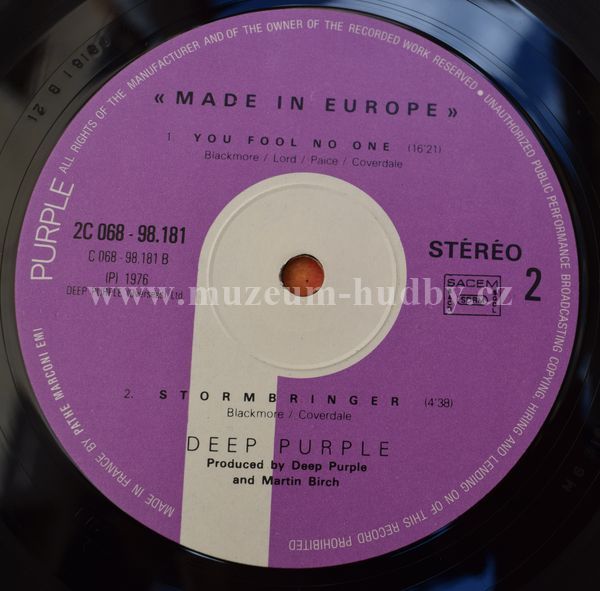 PURPLE ALL RIGHTS OF THE MANUFACTURER AND OF THE OWNER OF THE RECORDED WORK RESERVED • UNAUTHORIZED PUBLIC PERFORMANCE BROADCASTING COPYING, HIRING AND LENDING ON OF THIS RECORD PROHIBITED
MADE IN FRANCE BY PATHE MARCONI EMI
« MADE IN EUROPE »
1. YOU FOOL NO ONE (16'21)
Blackmore / Lord / Paice / Coverdale
2C 068 - 98.181
C 068 - 98.181 B
(P) 1976
DEEP PURPLE Ltd.
STÉRÉO
SACEM
2
www.muzeum-hudby.cz
2. STORMBRINGER (4'38)
Blackmore / Coverdale
DEEP PURPLE
Produced by Deep Purple
and Martin Birch